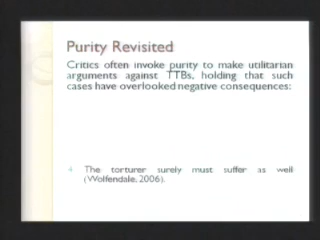 Purity Revisited
Critics often invoke purity to make utilitarian
arguments against TTBs, holding that such
cases have overlooked negative consequences:
4. The torturer surely must suffer as well
(Wolfendale, 2006).